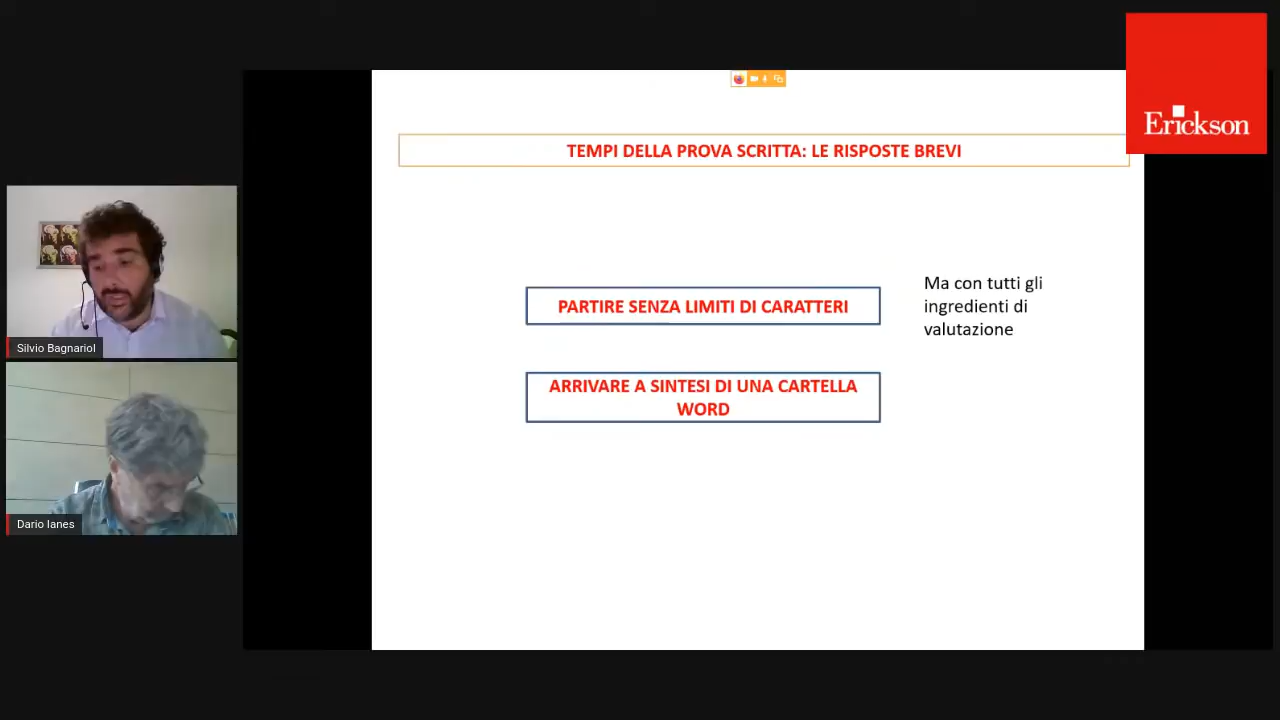 Erickson
TEMPI DELLA PROVA SCRITTA: LE RISPOSTE BREVI
PARTIRE SENZA LIMITI DI CARATTERI
Ma con tutti gli
ingredienti di
valutazione
ARRIVARE A SINTESI DI UNA CARTELLA
WORD
Silvio Bagnariol
Dario Ianes